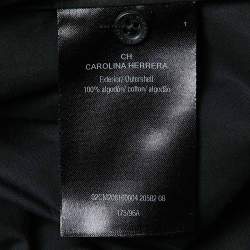 CH
CAROLINA HERRERA
Exterior/ Outershell
100% algodón/ cotton/ algodão
175/96A